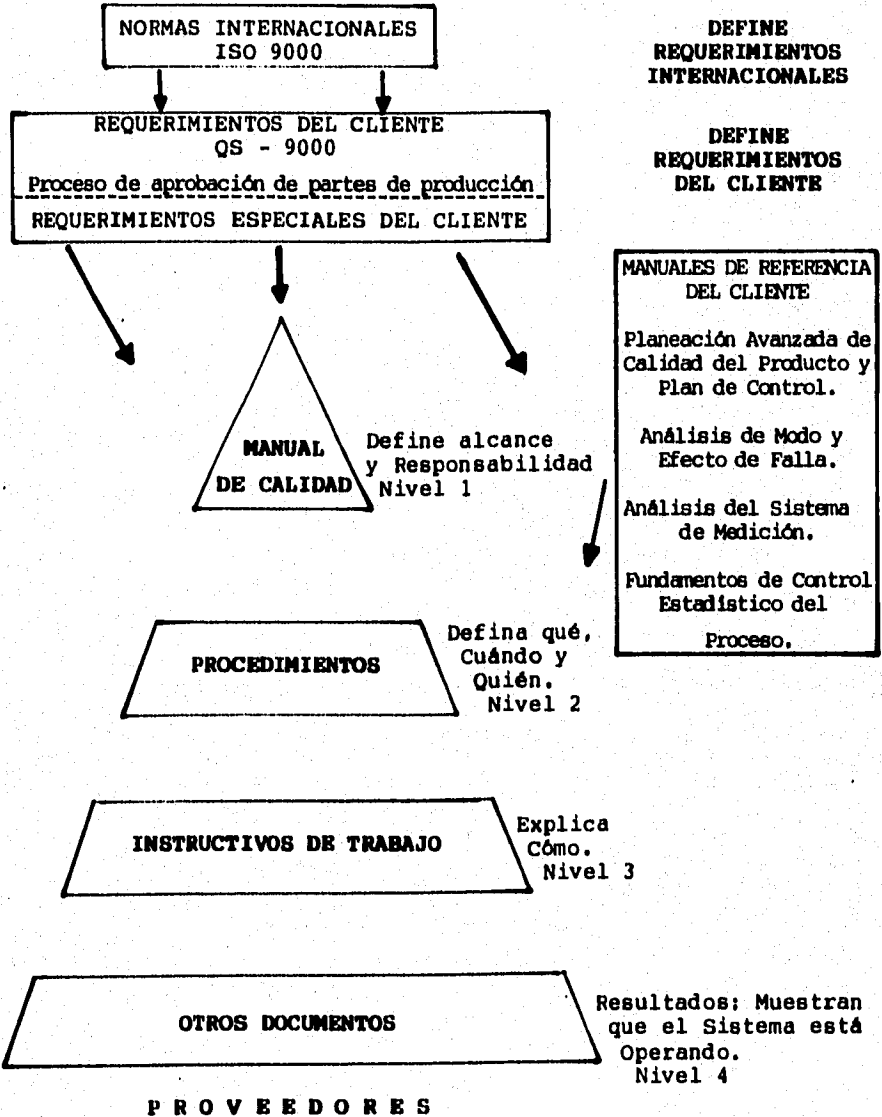 NORMAS INTERNACIONALES
ISO 9000
DEFINE
REQUERIMIENTOS
INTERNACIONALES
REQUERIMIENTOS DEL CLIENTE
QS - 9000
Proceso de aprobación de partes de producción
REQUERIMIENTOS ESPECIALES DEL CLIENTE
DEFINE
REQUERIMIENTOS
DEL CLIENTE
MANUALES DE REFERENCIA
DEL CLIENTE
Planeación Avanzada de
Calidad del Producto y
Plan de Control.
Análisis de Modo y
Efecto de Falla.
Análisis del Sistema
de Medición.
Fundamentos de Control
Estadístico del
Proceso.
MANUAL
DE CALIDAD
Define alcance
y Responsabilidad
Nivel 1
PROCEDIMIENTOS
Defina qué,
Cuándo y
Quién.
Nivel 2
INSTRUCTIVOS DE TRABAJO
Explica
Cómo.
Nivel 3
OTROS DOCUMENTOS
Resultados: Muestran
que el Sistema está
Operando.
Nivel 4
PROVEEDORES